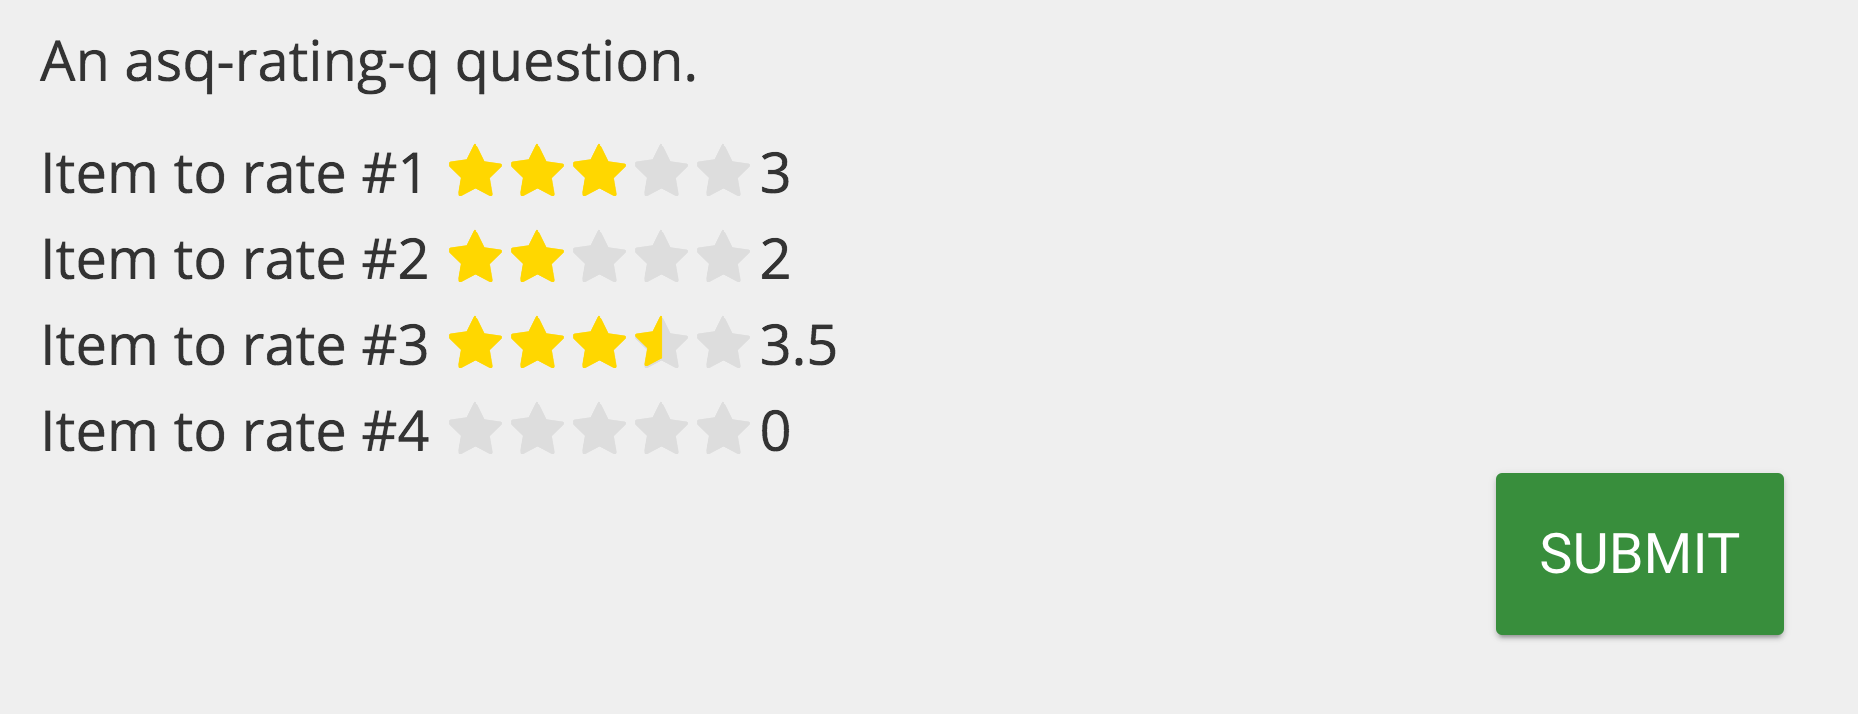 An asq-rating-q question.
Item to rate #1 3
Item to rate #2 2
Item to rate #3 3.5
Item to rate #4 0
SUBMIT